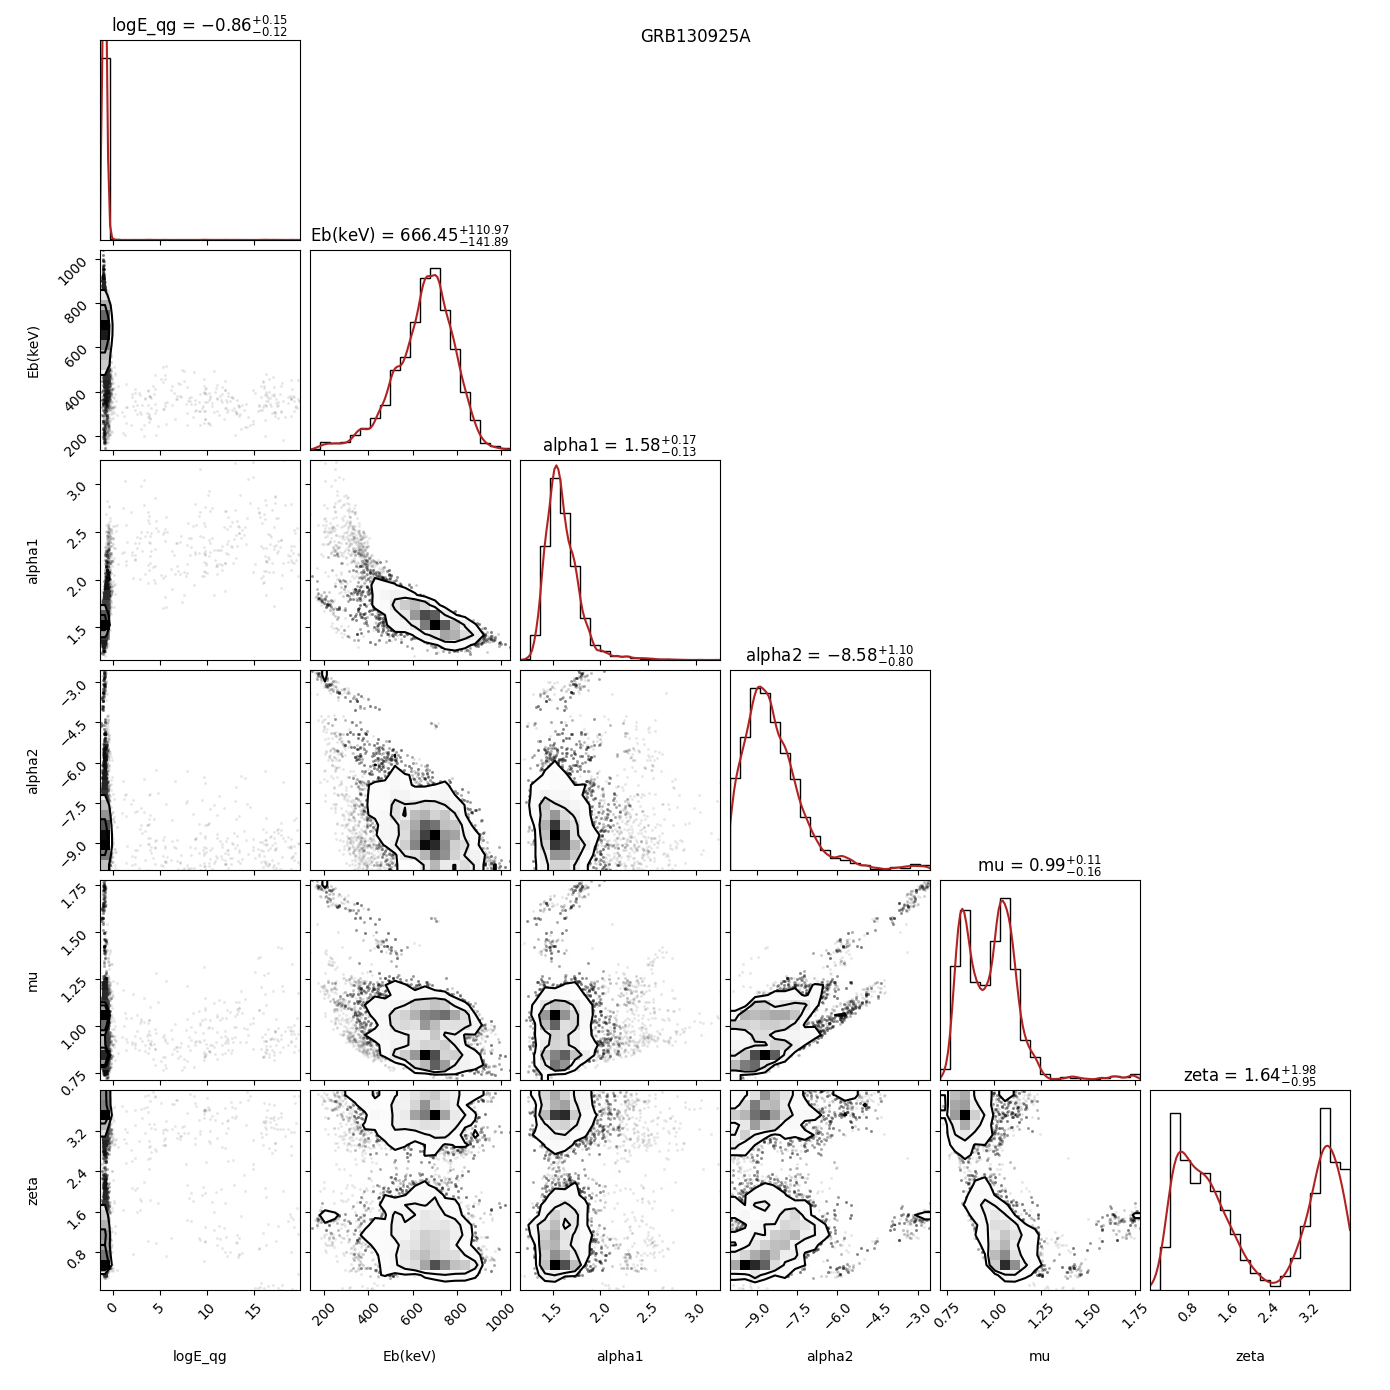 GRB130925A
logE_qg = −0.86+0.15−0.12
Eb(keV) = 666.45+110.97−141.89
alpha1 = 1.58+0.17−0.13
alpha2 = −8.58+1.10−0.80
mu = 0.99+0.11−0.16
zeta = 1.64+1.98−0.95
Eb(keV)
1000
800
600
400
200
alpha1
3.0
2.5
2.0
1.5
alpha2
−3.0
−4.5
−6.0
−7.5
−9.0
mu
1.75
1.50
1.25
1.00
0.75
zeta
3.2
2.4
1.6
0.8
0 5 10 15
200 400 600 800 1000
1.5 2.0 2.5 3.0
−9.0 −7.5 −6.0 −4.5 −3.0
0.75 1.00 1.25 1.50 1.75
0.8 1.6 2.4 3.2
logE_qg Eb(keV) alpha1 alpha2 mu zeta